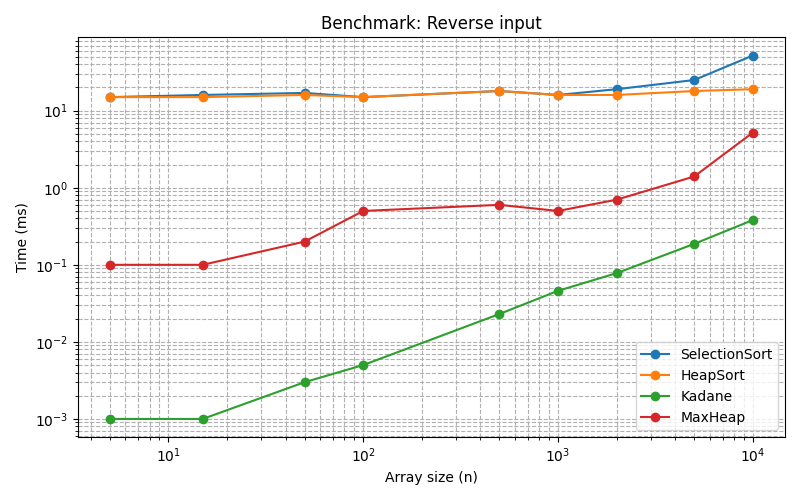 Benchmark: Reverse input
Time (ms)
10¹
10⁰
10⁻¹
10⁻²
10⁻³
SelectionSort
HeapSort
Kadane
MaxHeap
10¹ 10² 10³ 10⁴
Array size (n)